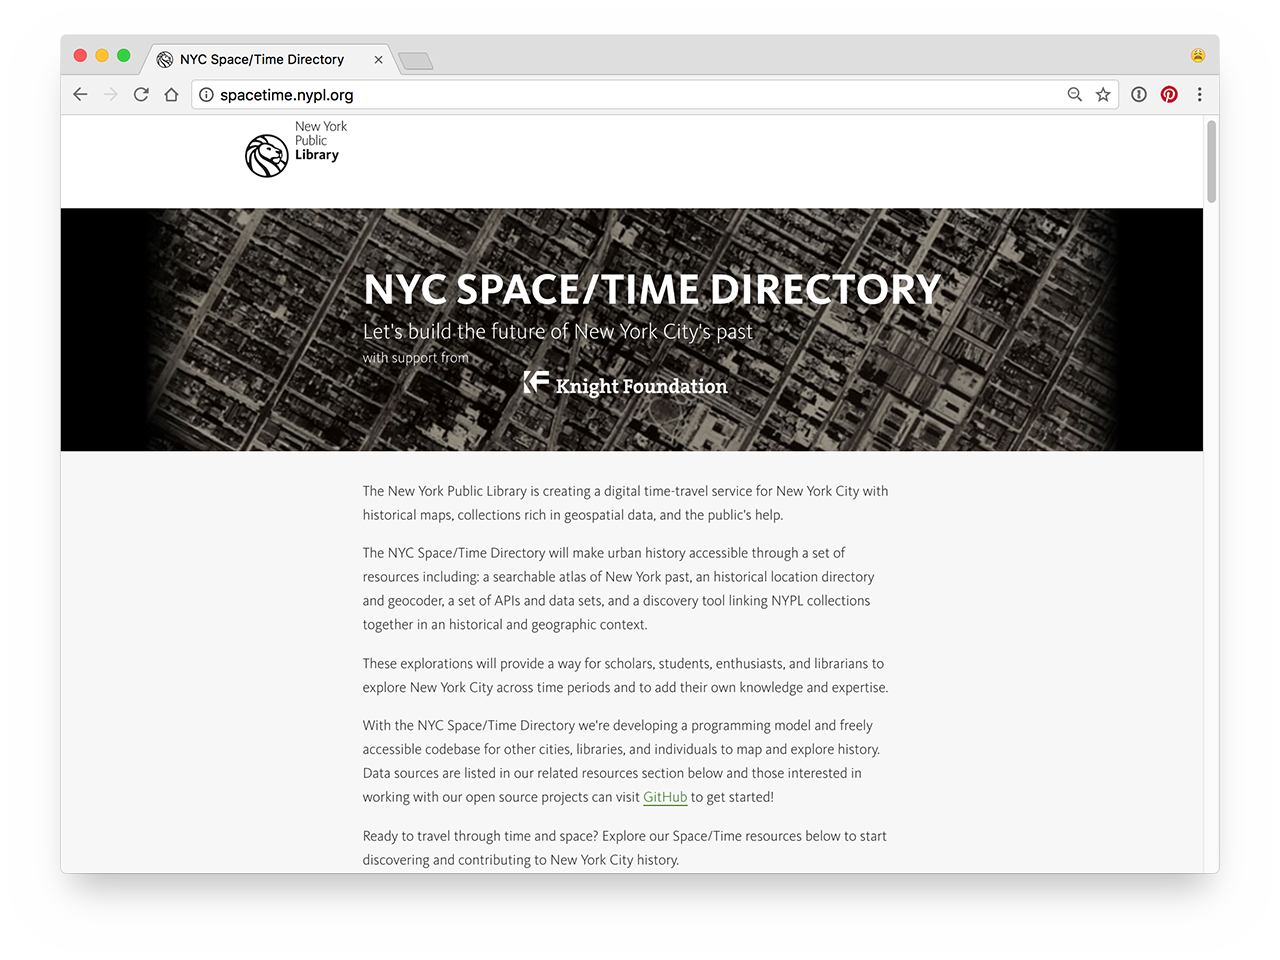 NYC Space/Time Directory
spacetime.nypl.org
New York
Public
Library
NYC SPACE/TIME DIRECTORY
Let's build the future of New York City's past
with support from
KF Knight Foundation
The New York Public Library is creating a digital time-travel service for New York City with
historical maps, collections rich in geospatial data, and the public's help.
The NYC Space/Time Directory will make urban history accessible through a set of
resources including: a searchable atlas of New York past, an historical location directory
and geocoder, a set of APIs and data sets, and a discovery tool linking NYPL collections
together in an historical and geographic context.
These explorations will provide a way for scholars, students, enthusiasts, and librarians to
explore New York City across time periods and to add their own knowledge and expertise.
With the NYC Space/Time Directory we're developing a programming model and freely
accessible codebase for other cities, libraries, and individuals to map and explore history.
Data sources are listed in our related resources section below and those interested in
working with our open source projects can visit GitHub to get started!
Ready to travel through time and space? Explore our Space/Time resources below to start
discovering and contributing to New York City history.